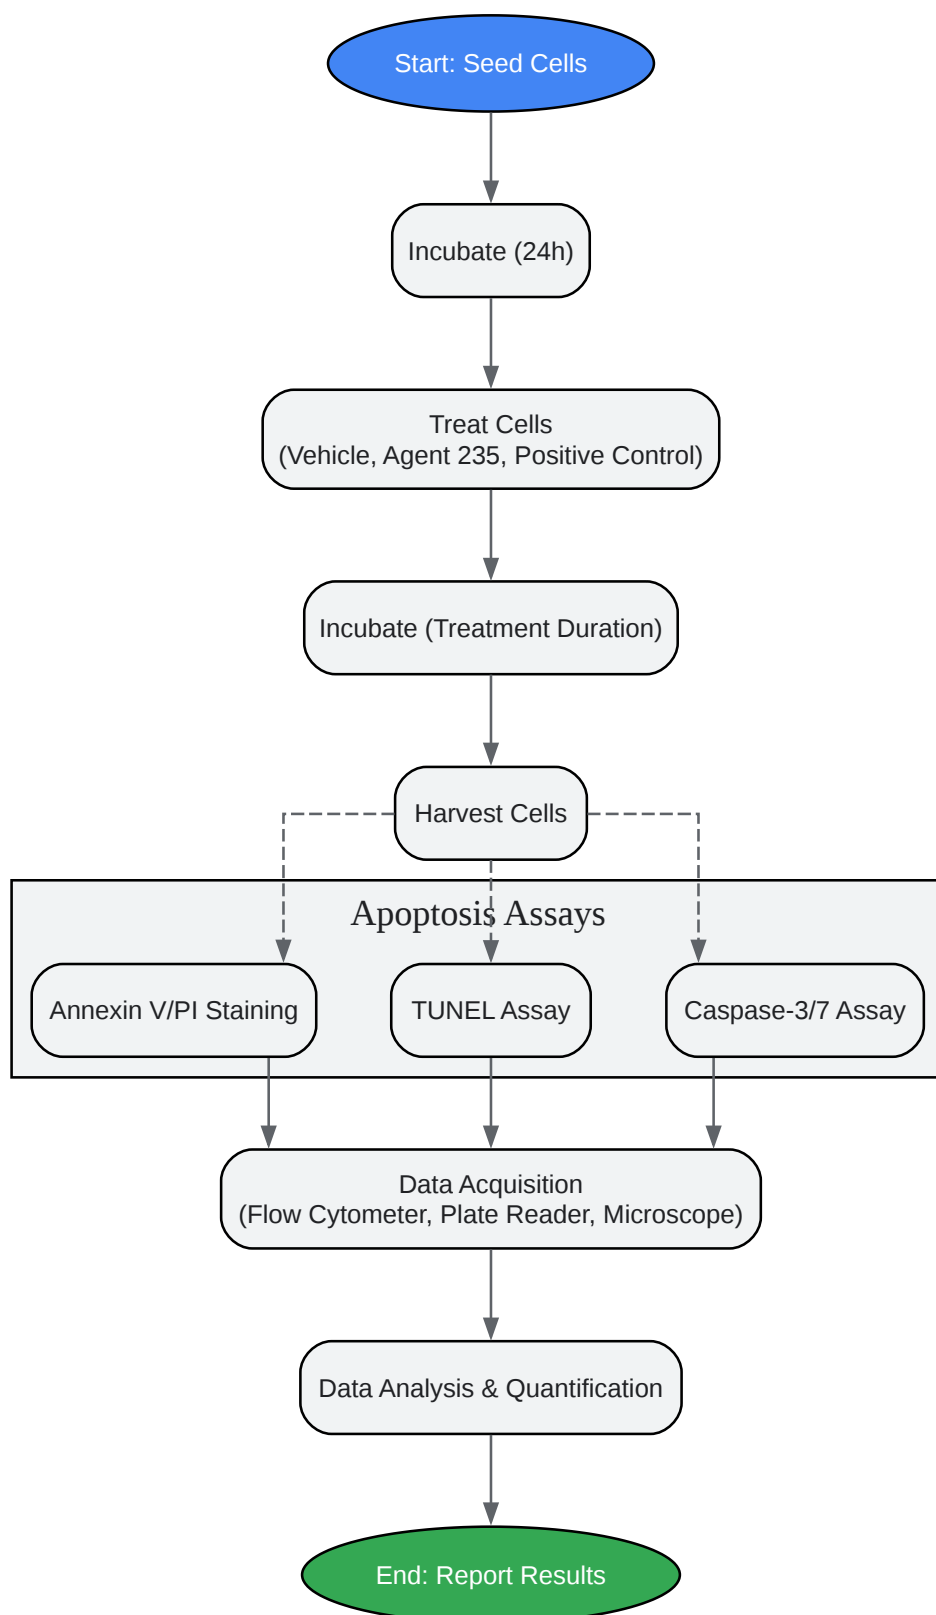 Start: Seed Cells
Incubate (24h)
Treat Cells
(Vehicle, Agent 235, Positive Control)
Incubate (Treatment Duration)
Harvest Cells
Apoptosis Assays
Annexin V/PI Staining
TUNEL Assay
Caspase-3/7 Assay
Data Acquisition
(Flow Cytometer, Plate Reader, Microscope)
Data Analysis & Quantification
End: Report Results